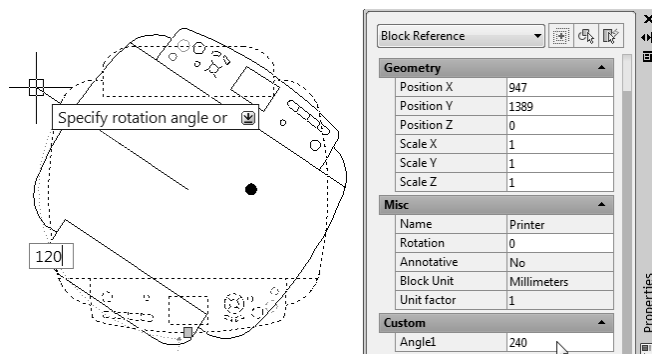 Specify rotation angle or
120
Block Reference
Geometry
Position X 947
Position Y 1389
Position Z 0
Scale X 1
Scale Y 1
Scale Z 1
Misc
Name Printer
Rotation 0
Annotative No
Block Unit Millimeters
Unit factor 1
Custom
Angle1 240
Properties